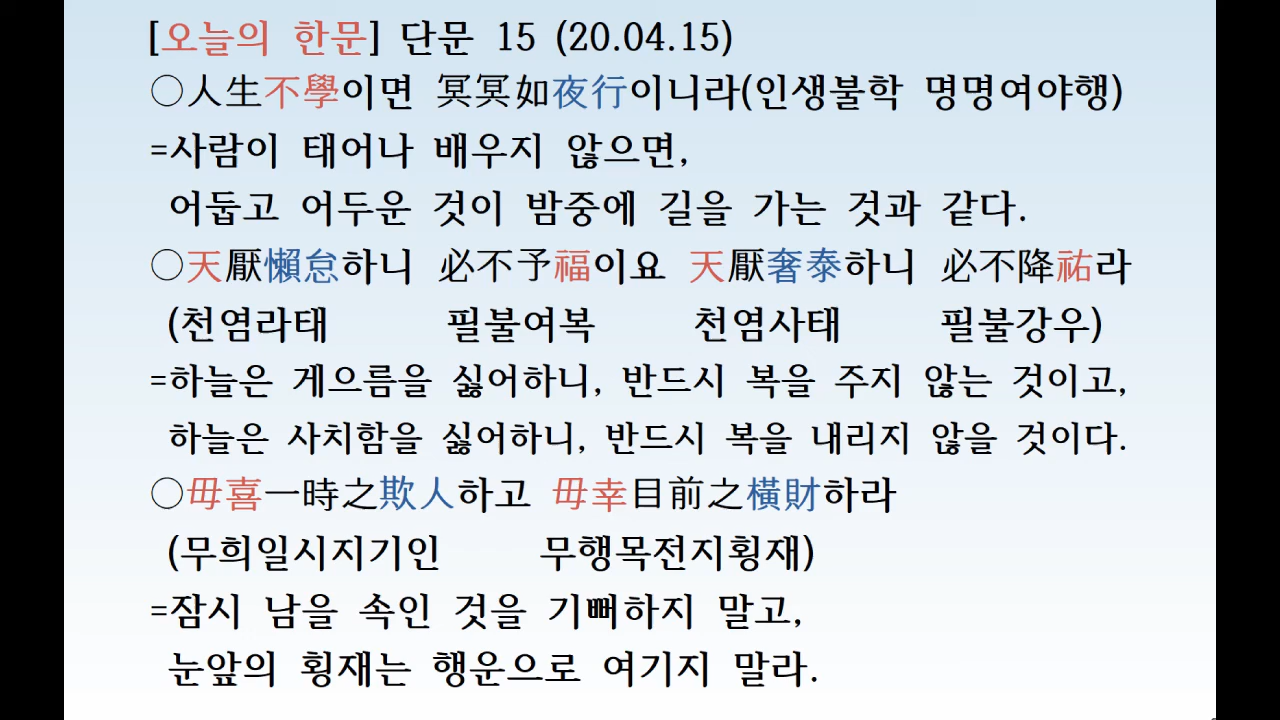 [오늘의 한문] 단문 15 (20.04.15)
○人生不學이면 冥冥如夜行이니라(인생불학 명명여야행)
=사람이 태어나 배우지 않으면,
어둡고 어두운 것이 밤중에 길을 가는 것과 같다.
○天厭懶怠하니 必不予福이요 天厭奢泰하니 必不降祐라
(천염라태 필불여복 천염사태 필불강우)
=하늘은 게으름을 싫어하니, 반드시 복을 주지 않는 것이고,
하늘은 사치함을 싫어하니, 반드시 복을 내리지 않을 것이다.
○毋喜一時之欺人하고 毋幸目前之橫財하라
(무희일시지기인 무행목전지횡재)
=잠시 남을 속인 것을 기뻐하지 말고,
눈앞의 횡재는 행운으로 여기지 말라.